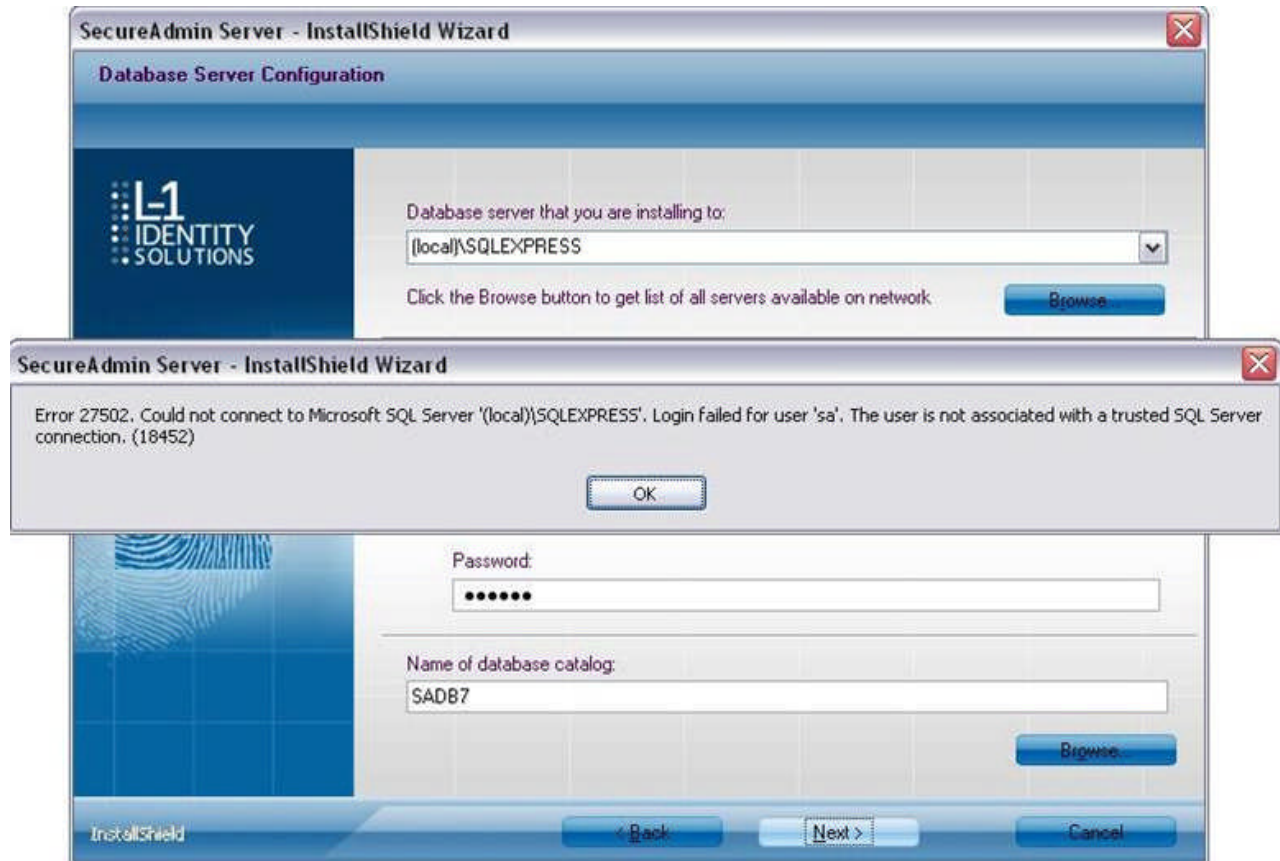 SecureAdmin Server - InstallShield Wizard
Database Server Configuration
L-1
IDENTITY
SOLUTIONS
Database server that you are installing to:
(local)\SQLEXPRESS
Click the Browse button to get list of all servers available on network
Browse...
SecureAdmin Server - InstallShield Wizard
Error 27502. Could not connect to Microsoft SQL Server '(local)\SQLEXPRESS'. Login failed for user 'sa'. The user is not associated with a trusted SQL Server
connection. (18452)
OK
Password:
••••••
Name of database catalog:
SADB7
Browse...
InstallShield
< Back
Next >
Cancel